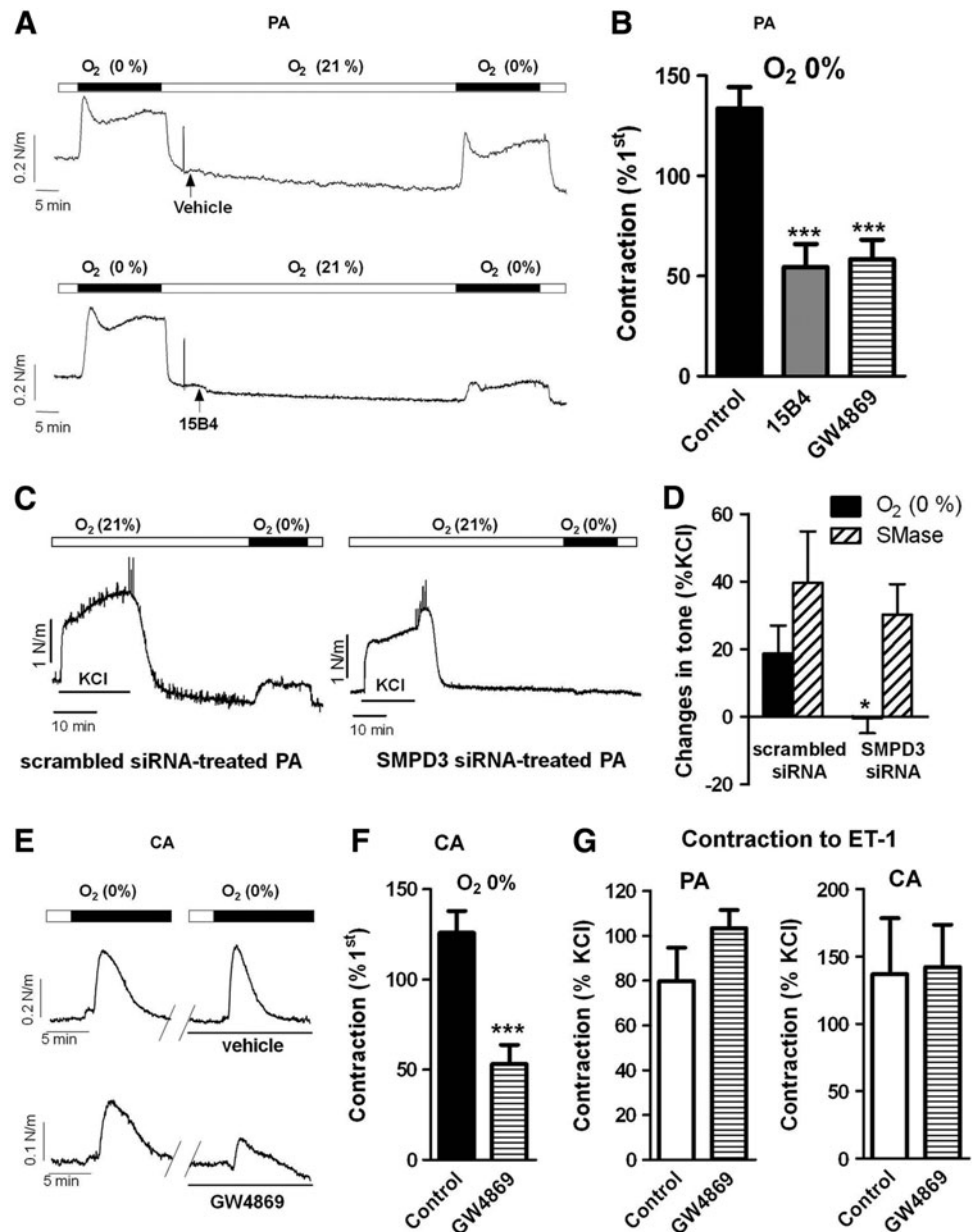 A
PA
O2 (0 %)
O2 (21 %)
O2 (0%)
0.2 N/m
5 min
Vehicle
O2 (0 %)
O2 (21 %)
O2 (0%)
0.2 N/m
5 min
15B4
B
PA
O2 0%
Contraction (%1st)
150
100
50
0
***
***
Control
15B4
GW4869
C
O2 (21%)
O2 (0%)
1 N/m
KCl
10 min
scrambled siRNA-treated PA
O2 (21%)
O2 (0%)
1 N/m
KCl
10 min
SMPD3 siRNA-treated PA
D
O2 (0 %)
SMase
Changes in tone (%KCl)
60
40
20
0
-20
*
scrambled
siRNA
SMPD3
siRNA
E
CA
O2 (0%)
O2 (0%)
0.2 N/m
5 min
vehicle
0.1 N/m
5 min
GW4869
F
CA
O2 0%
Contraction (%1st)
150
100
50
0
***
Control
GW4869
G
Contraction to ET-1
PA
Contraction (% KCl)
120
100
80
60
40
20
0
Control
GW4869
CA
Contraction (% KCl)
200
150
100
50
0
Control
GW4869